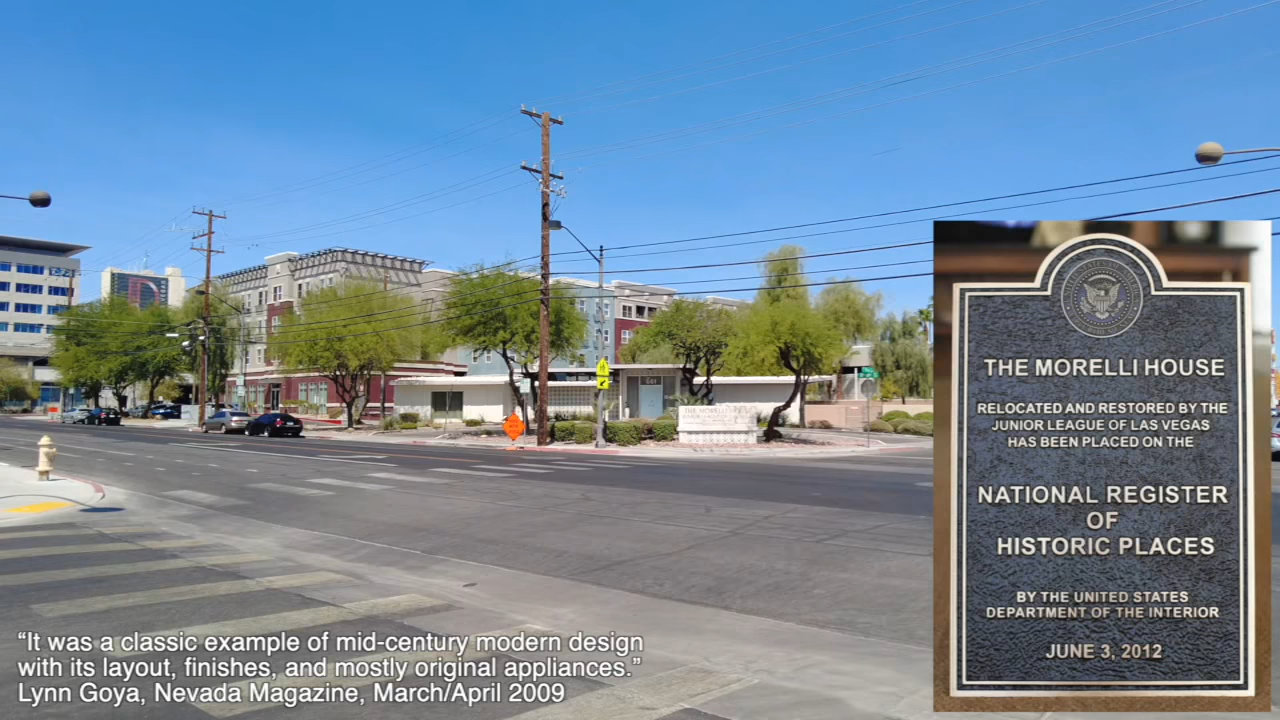 THE MORELLI HOUSE
“It was a classic example of mid-century modern design
with its layout, finishes, and mostly original appliances.”
Lynn Goya, Nevada Magazine, March/April 2009
THE MORELLI HOUSE
RELOCATED AND RESTORED BY THE
JUNIOR LEAGUE OF LAS VEGAS
HAS BEEN PLACED ON THE
NATIONAL REGISTER
OF
HISTORIC PLACES
BY THE UNITED STATES
DEPARTMENT OF THE INTERIOR
JUNE 3, 2012